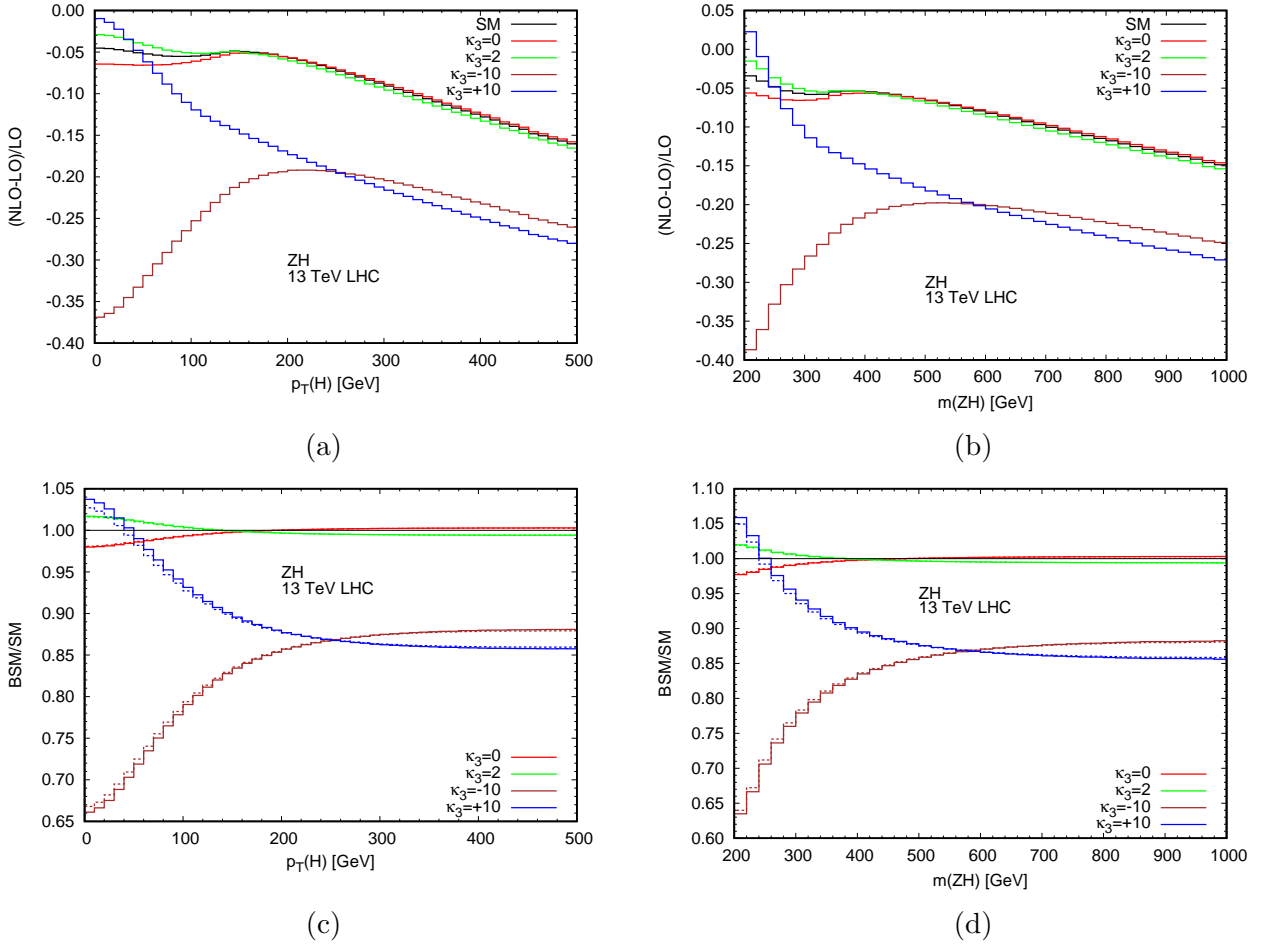 -0.40
-0.35
-0.30
-0.25
-0.20
-0.15
-0.10
-0.05
0.00
0 100 200 300 400 500
(NLO-LO)/LO
p_T(H) [GeV]
ZH
13 TeV LHC
SM
κ₃=0
κ₃=2
κ₃=-10
κ₃=+10
(a)
-0.40
-0.35
-0.30
-0.25
-0.20
-0.15
-0.10
-0.05
0.00
0.05
200 300 400 500 600 700 800 900 1000
(NLO-LO)/LO
m(ZH) [GeV]
ZH
13 TeV LHC
SM
κ₃=0
κ₃=2
κ₃=-10
κ₃=+10
(b)
0.65
0.70
0.75
0.80
0.85
0.90
0.95
1.00
1.05
0 100 200 300 400 500
BSM/SM
p_T(H) [GeV]
ZH
13 TeV LHC
κ₃=0
κ₃=2
κ₃=-10
κ₃=+10
(c)
0.60
0.65
0.70
0.75
0.80
0.85
0.90
0.95
1.00
1.05
1.10
200 300 400 500 600 700 800 900 1000
BSM/SM
m(ZH) [GeV]
ZH
13 TeV LHC
κ₃=0
κ₃=2
κ₃=-10
κ₃=+10
(d)